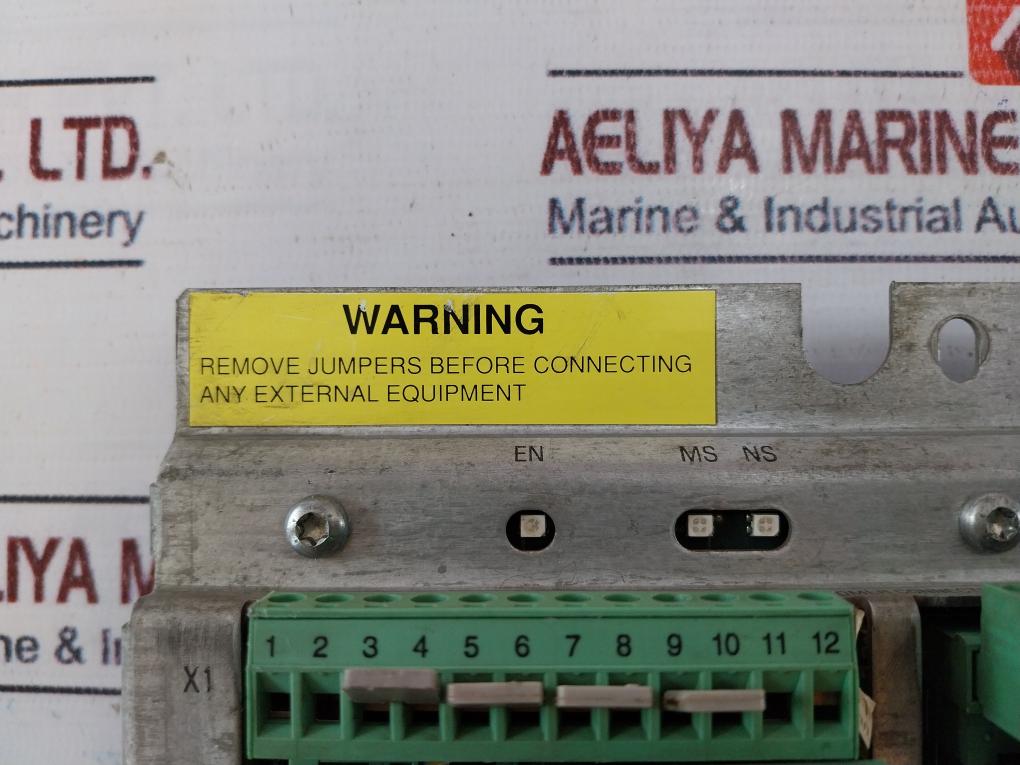 LTD.
AELIYA MARINE
chinery
Marine & Industrial Au
WARNING
REMOVE JUMPERS BEFORE CONNECTING
ANY EXTERNAL EQUIPMENT
EN MS NS
LIYA M
ne & In
1 2 3 4 5 6 7 8 9 10 11 12
X1